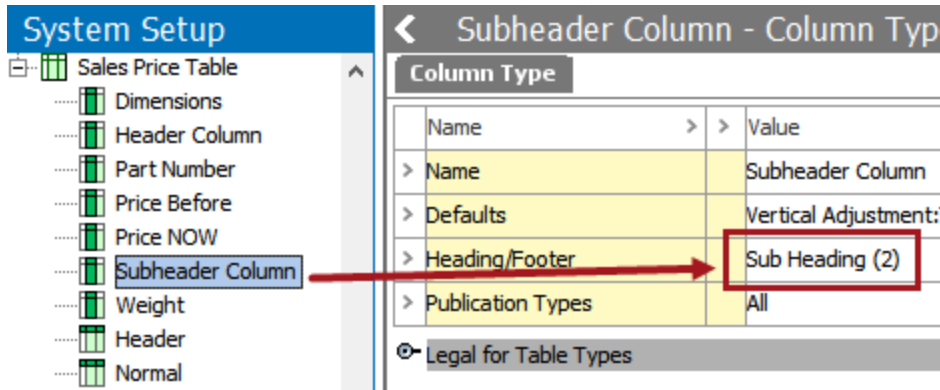 System Setup
Sales Price Table
Dimensions
Header Column
Part Number
Price Before
Price NOW
Subheader Column
Weight
Header
Normal
Subheader Column - Column Typ
Column Type
Name > > Value
> Name Subheader Column
> Defaults Vertical Adjustment:
> Heading/Footer Sub Heading (2)
> Publication Types All
Legal for Table Types